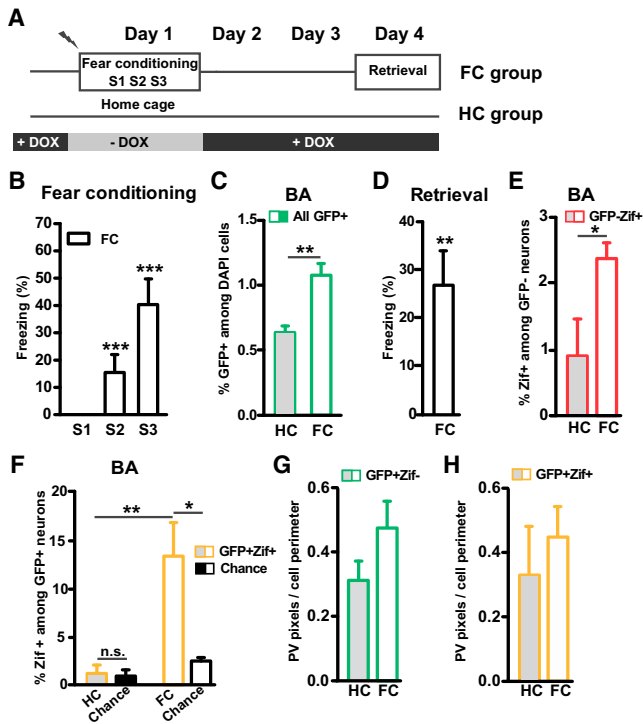 A
Day 1 Day 2 Day 3 Day 4
Fear conditioning
S1 S2 S3
Retrieval
FC group
Home cage
HC group
+ DOX - DOX + DOX
B Fear conditioning
FC
Freezing (%)
70
60
50
40
30
20
10
0
***
***
S1 S2 S3
C BA
All GFP+
% GFP+ among DAPI cells
1.5
1.0
0.5
0.0
**
HC FC
D Retrieval
Freezing (%)
40
30
20
10
0
**
FC
E BA
GFP-Zif+
% Zif+ among GFP- neurons
3
2
1
0
*
HC FC
F BA
% Zif + among GFP+ neurons
20
15
10
5
0
** *
GFP+Zif+
Chance
n.s.
HC Chance FC Chance
G
GFP+Zif-
PV pixels / cell perimeter
0.6
0.4
0.2
0.0
HC FC
H
GFP+Zif+
PV pixels / cell perimeter
0.6
0.4
0.2
0.0
HC FC